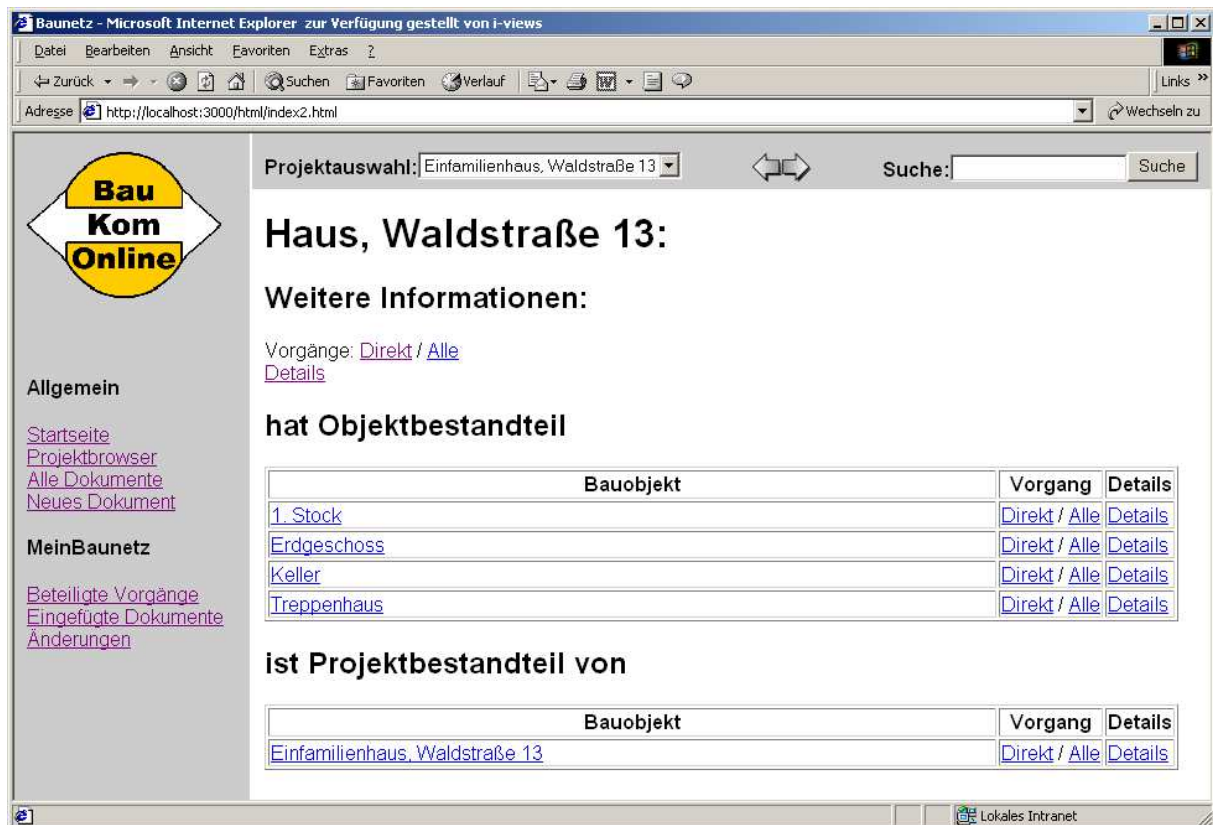 Baunetz - Microsoft Internet Explorer zur Verfügung gestellt von i-views
Datei Bearbeiten Ansicht Favoriten Extras ?
Zurück Suchen Favoriten Verlauf Links »
Adresse http://localhost:3000/html/index2.html Wechseln zu
Bau
Kom
Online
Allgemein
Startseite
Projektbrowser
Alle Dokumente
Neues Dokument
MeinBaunetz
Beteiligte Vorgänge
Eingefügte Dokumente
Änderungen
Projektauswahl: Einfamilienhaus, Waldstraße 13 Suche: Suche
Haus, Waldstraße 13:
Weitere Informationen:
Vorgänge: Direkt / Alle
Details
hat Objektbestandteil
Bauobjekt Vorgang Details
1. Stock Direkt / Alle Details
Erdgeschoss Direkt / Alle Details
Keller Direkt / Alle Details
Treppenhaus Direkt / Alle Details
ist Projektbestandteil von
Bauobjekt Vorgang Details
Einfamilienhaus, Waldstraße 13 Direkt / Alle Details
Lokales Intranet